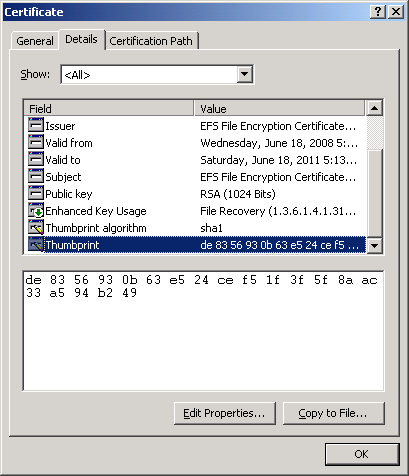 Certificate
General Details Certification Path
Show: <All>
Field Value
Issuer EFS File Encryption Certificate...
Valid from Wednesday, June 18, 2008 5:...
Valid to Saturday, June 18, 2011 5:13...
Subject EFS File Encryption Certificate...
Public key RSA (1024 Bits)
Enhanced Key Usage File Recovery (1.3.6.1.4.1.31...
Thumbprint algorithm sha1
Thumbprint de 83 56 93 0b 63 e5 24 ce f5 ...
de 83 56 93 0b 63 e5 24 ce f5 1f 3f 5f 8a ac
33 a5 94 b2 49
Edit Properties... Copy to File...
OK